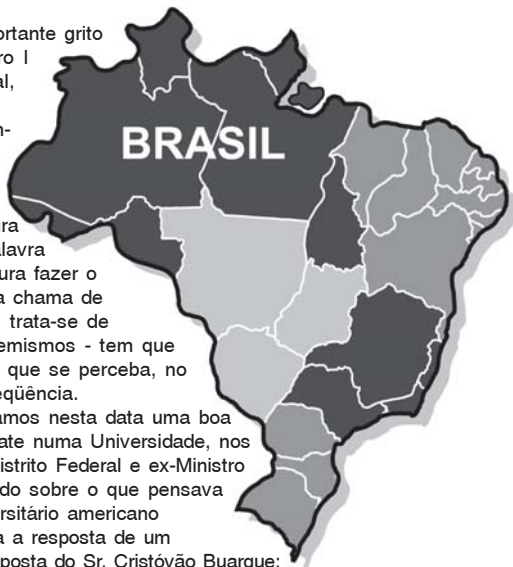 ortante grito
ro I
al,
n-
BRASIL
ura
alavra
ura fazer o
a chama de
trata-se de
emismos - tem que
que se perceba, no
eqüência.
amos nesta data uma boa
ate numa Universidade, nos
istrito Federal e ex-Ministro
do sobre o que pensava
rsitário americano
a a resposta de um
posta do Sr. Cristóvão Buarque: